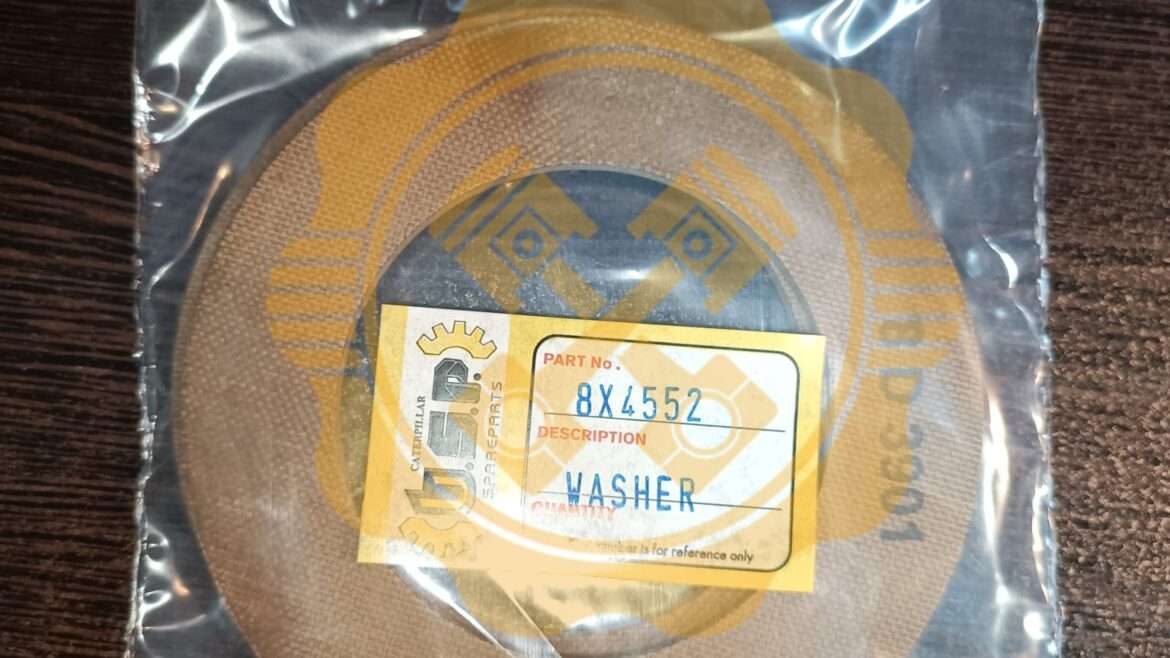 CATERPILLAR
U.S.P.
SPAREPARTS
PART No.
8X4552
DESCRIPTION
WASHER
QUANTITY
is for reference only